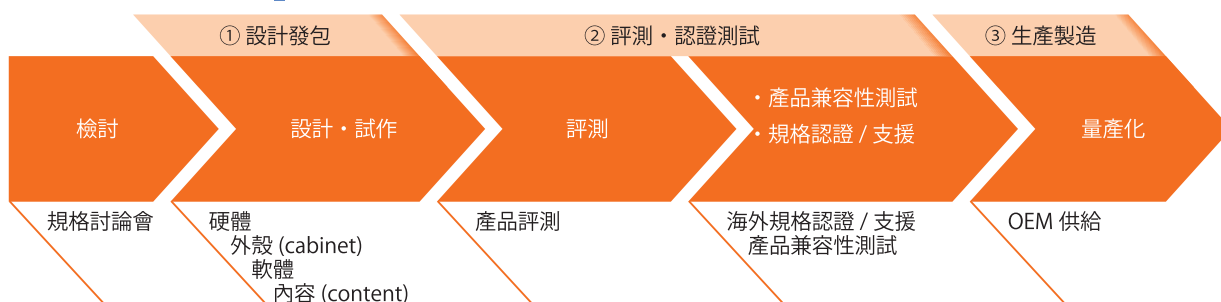 ① 設計發包
② 評測・認證測試
③ 生產製造
檢討
設計・試作
評測
・產品兼容性測試
・規格認證 / 支援
量產化
規格討論會
硬體
外殼 (cabinet)
軟體
內容 (content)
產品評測
海外規格認證 / 支援
產品兼容性測試
OEM 供給